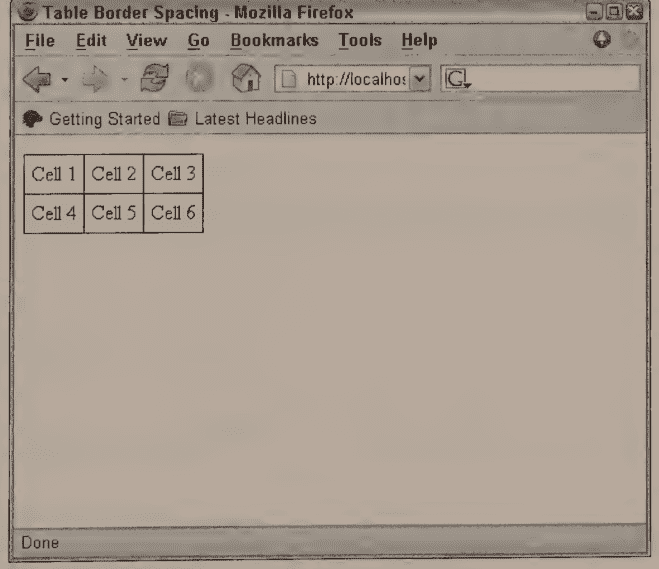 Table Border Spacing - Mozilla Firefox
File Edit View Go Bookmarks Tools Help
http://localhos G
Getting Started Latest Headlines
Cell 1 Cell 2 Cell 3
Cell 4 Cell 5 Cell 6
Done